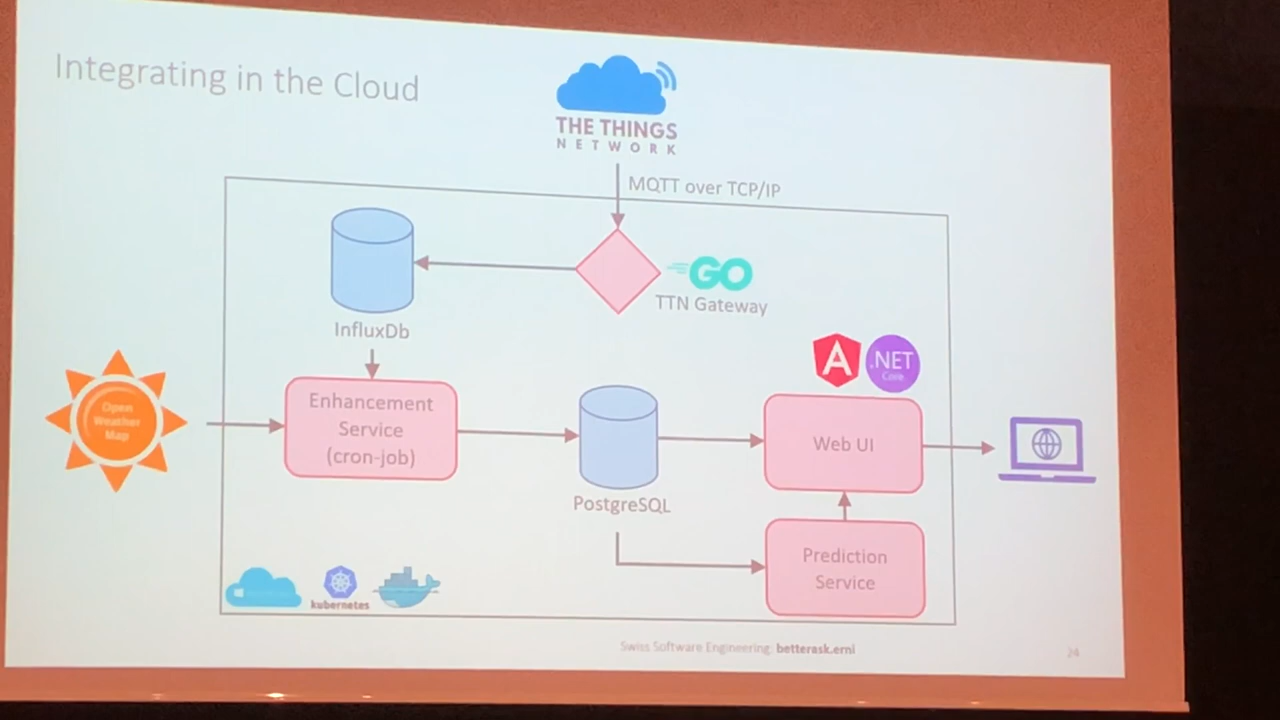 Integrating in the Cloud
THE THINGS
NETWORK
MQTT over TCP/IP
GO
TTN Gateway
InfluxDb
A
.NET
Core
Open
Weather
Map
Enhancement
Service
(cron-job)
Web UI
PostgreSQL
Prediction
Service
kubernetes
Swiss Software Engineering betterask.erni
24